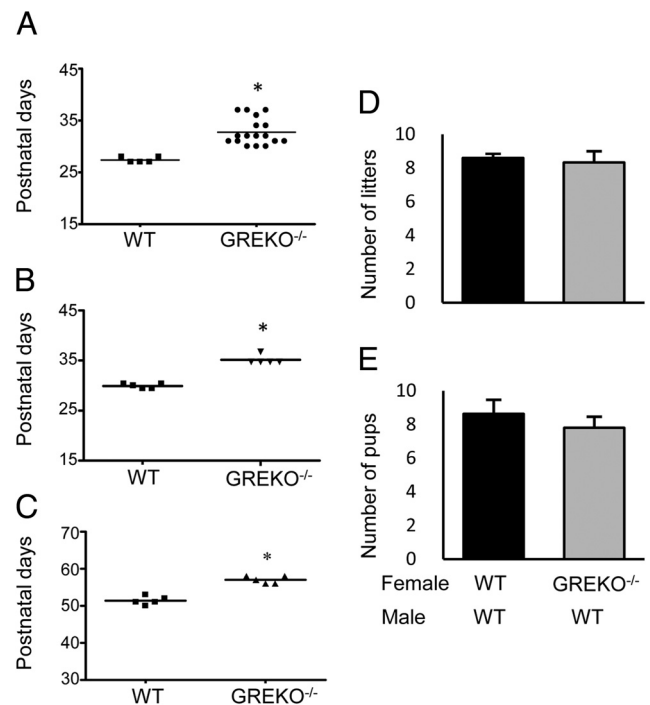 A
45
35
25
15
Postnatal days
*
WT GREKO-/-
B
45
35
25
15
Postnatal days
*
WT GREKO-/-
C
70
60
50
40
30
Postnatal days
*
WT GREKO-/-
D
10
8
6
4
2
0
Number of litters
E
10
8
6
4
2
0
Number of pups
Female WT GREKO-/-
Male WT WT